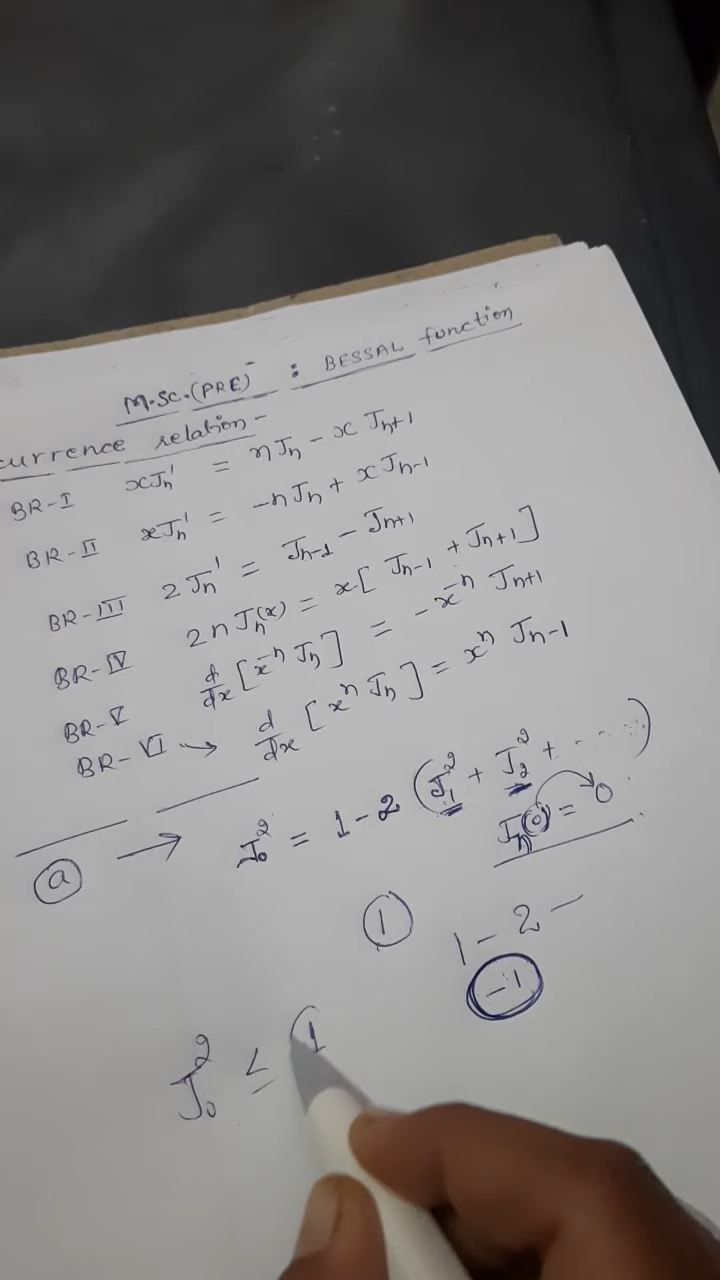 M.SC.(PRE) : BESSAL function
currence relation -
BR-I xJₙ' = nJₙ - xJₙ₊₁
BR-II xJₙ' = -nJₙ + xJₙ₋₁
BR-III 2Jₙ' = Jₙ₋₁ - Jₙ₊₁
BR-IV 2nJₙ(x) = x[Jₙ₋₁ + Jₙ₊₁]
BR-V d/dx [x⁻ⁿ Jₙ] = -x⁻ⁿ Jₙ₊₁
BR-VI → d/dx [xⁿ Jₙ] = xⁿ Jₙ₋₁
(a) → J₀² = 1-2 (J₁² + J₂² + ......)
Jₙ(0) = 0
(1) 1-2-
-1
J₀² ≤ 1